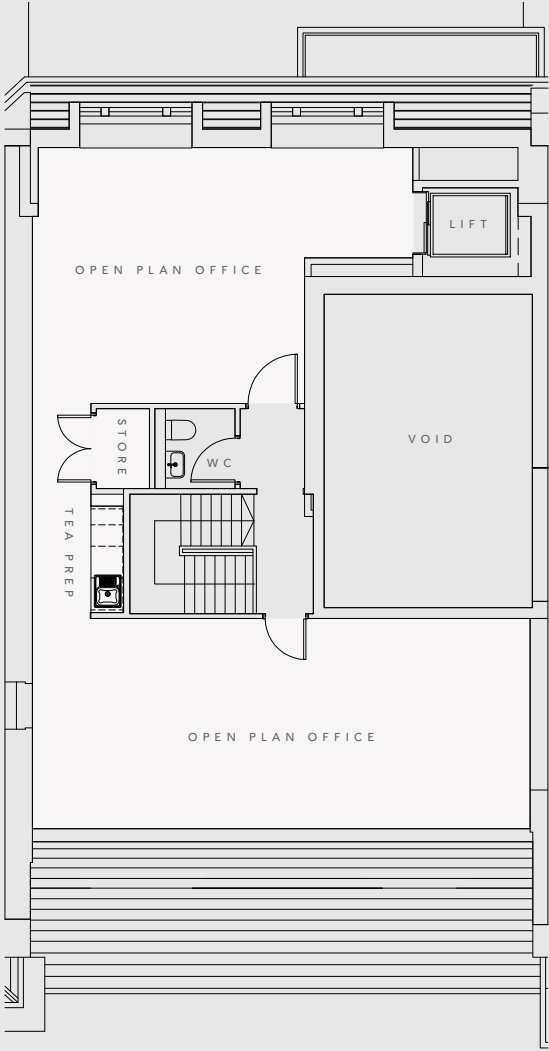 LIFT
OPEN PLAN OFFICE
VOID
STORE
WC
TEA PREP
OPEN PLAN OFFICE